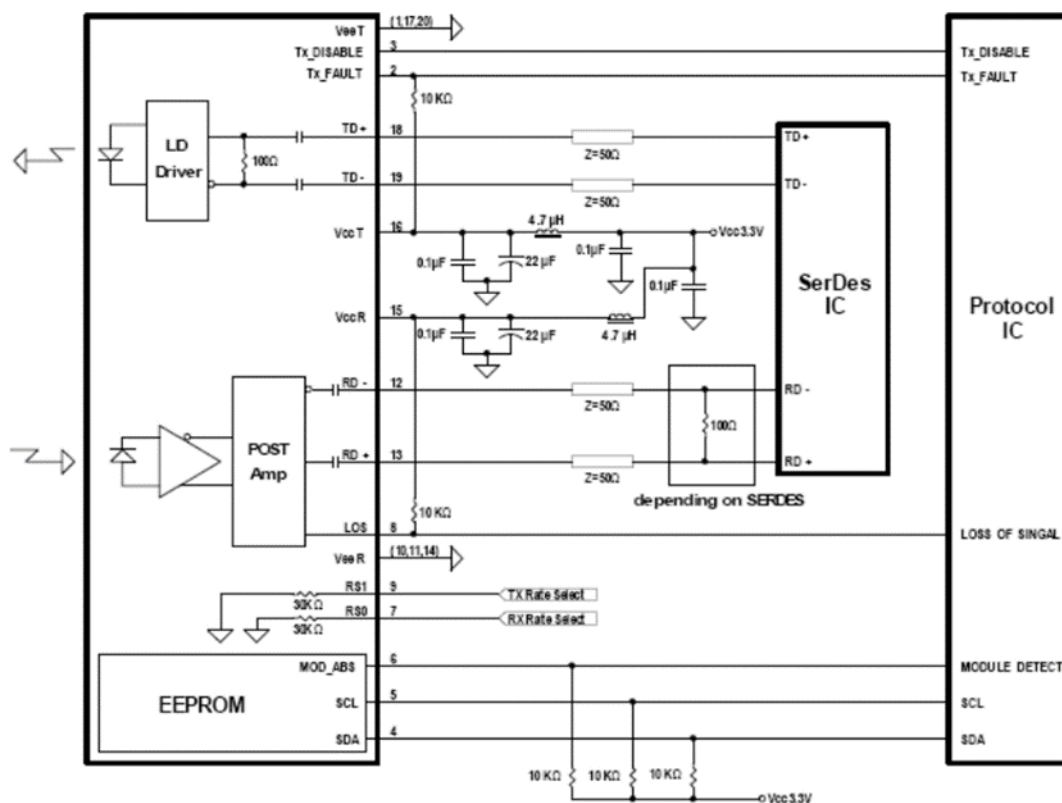 VeeT (1,17,20)
Tx_DISABLE 3 Tx_DISABLE
Tx_FAULT 2 Tx_FAULT
10 KΩ
LD
Driver
100Ω
TD+ 18 Z=50Ω TD+
TD - 19 Z=50Ω TD -
VccT 16 4.7 µH Vcc3.3V
0.1µF 22 µF 0.1µF
0.1µF
VccR 15 4.7 µH
0.1µF 22 µF
SerDes
IC
Protocol
IC
RD - 12 Z=50Ω RD -
100Ω
POST
Amp
RD + 13 Z=50Ω RD +
depending on SERDES
10 KΩ
LOS 8 LOSS OF SINGAL
VeeR (10,11,14)
RS1 9 TX Rate Select
30KΩ
RS0 7 RX Rate Select
30KΩ
MOD_ABS 6 MODULE DETECT
EEPROM
SCL 5 SCL
SDA 4 SDA
10 KΩ 10 KΩ 10 KΩ
Vcc3.3V